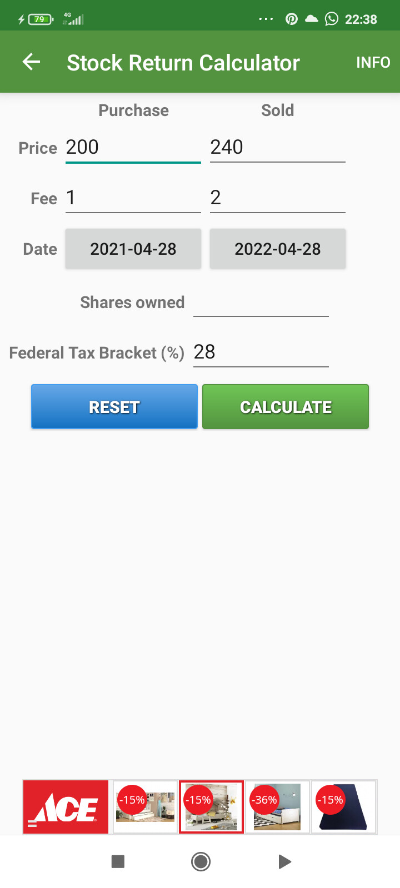 79 4G ... 22:38
Stock Return Calculator INFO
Purchase Sold
Price 200 240
Fee 1 2
Date 2021-04-28 2022-04-28
Shares owned
Federal Tax Bracket (%) 28
RESET CALCULATE
ACE -15% -15% -36% -15%